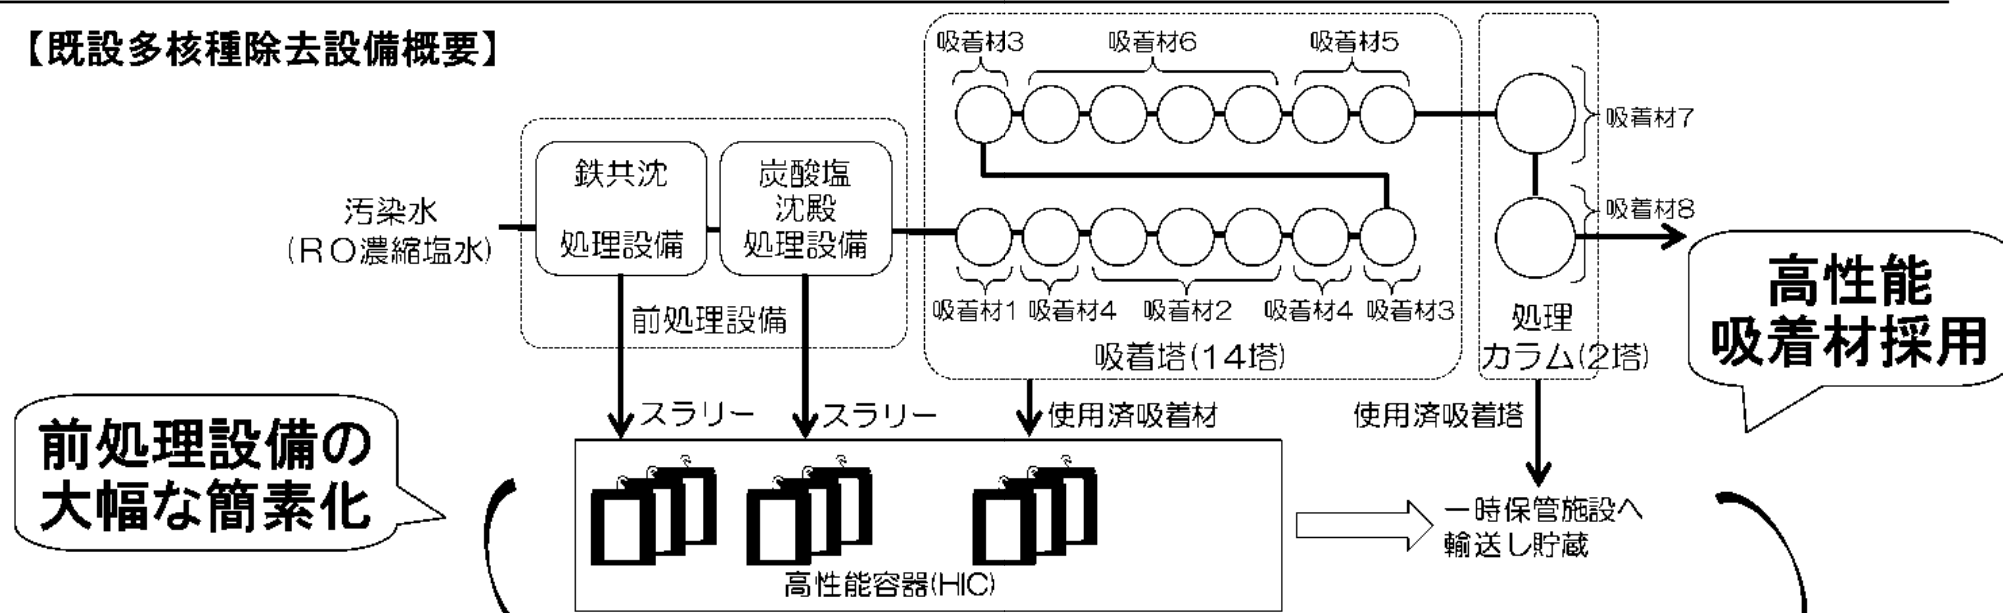 【既設多核種除去設備概要】
汚染水
(RO濃縮塩水)
鉄共沈
処理設備
炭酸塩
沈殿
処理設備
前処理設備
吸着材3
吸着材6
吸着材5
吸着材1
吸着材4
吸着材2
吸着材4
吸着材3
吸着塔(14塔)
吸着材7
吸着材8
処理
カラム(2塔)
高性能
吸着材採用
前処理設備の
大幅な簡素化
スラリー
スラリー
使用済吸着材
使用済吸着塔
高性能容器(HIC)
一時保管施設へ
輸送し貯蔵